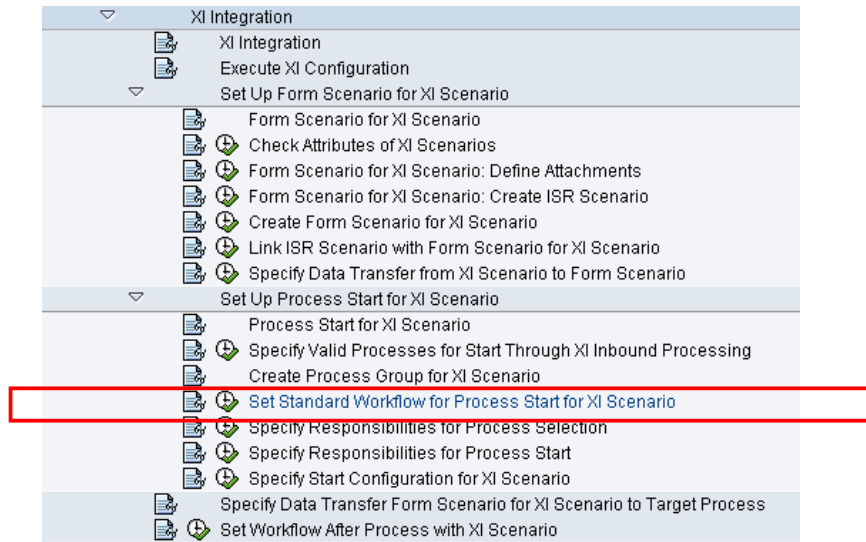 XI Integration
XI Integration
Execute XI Configuration
Set Up Form Scenario for XI Scenario
Form Scenario for XI Scenario
Check Attributes of XI Scenarios
Form Scenario for XI Scenario: Define Attachments
Form Scenario for XI Scenario: Create ISR Scenario
Create Form Scenario for XI Scenario
Link ISR Scenario with Form Scenario for XI Scenario
Specify Data Transfer from XI Scenario to Form Scenario
Set Up Process Start for XI Scenario
Process Start for XI Scenario
Specify Valid Processes for Start Through XI Inbound Processing
Create Process Group for XI Scenario
Set Standard Workflow for Process Start for XI Scenario
Specify Responsibilities for Process Selection
Specify Responsibilities for Process Start
Specify Start Configuration for XI Scenario
Specify Data Transfer Form Scenario for XI Scenario to Target Process
Set Workflow After Process with XI Scenario